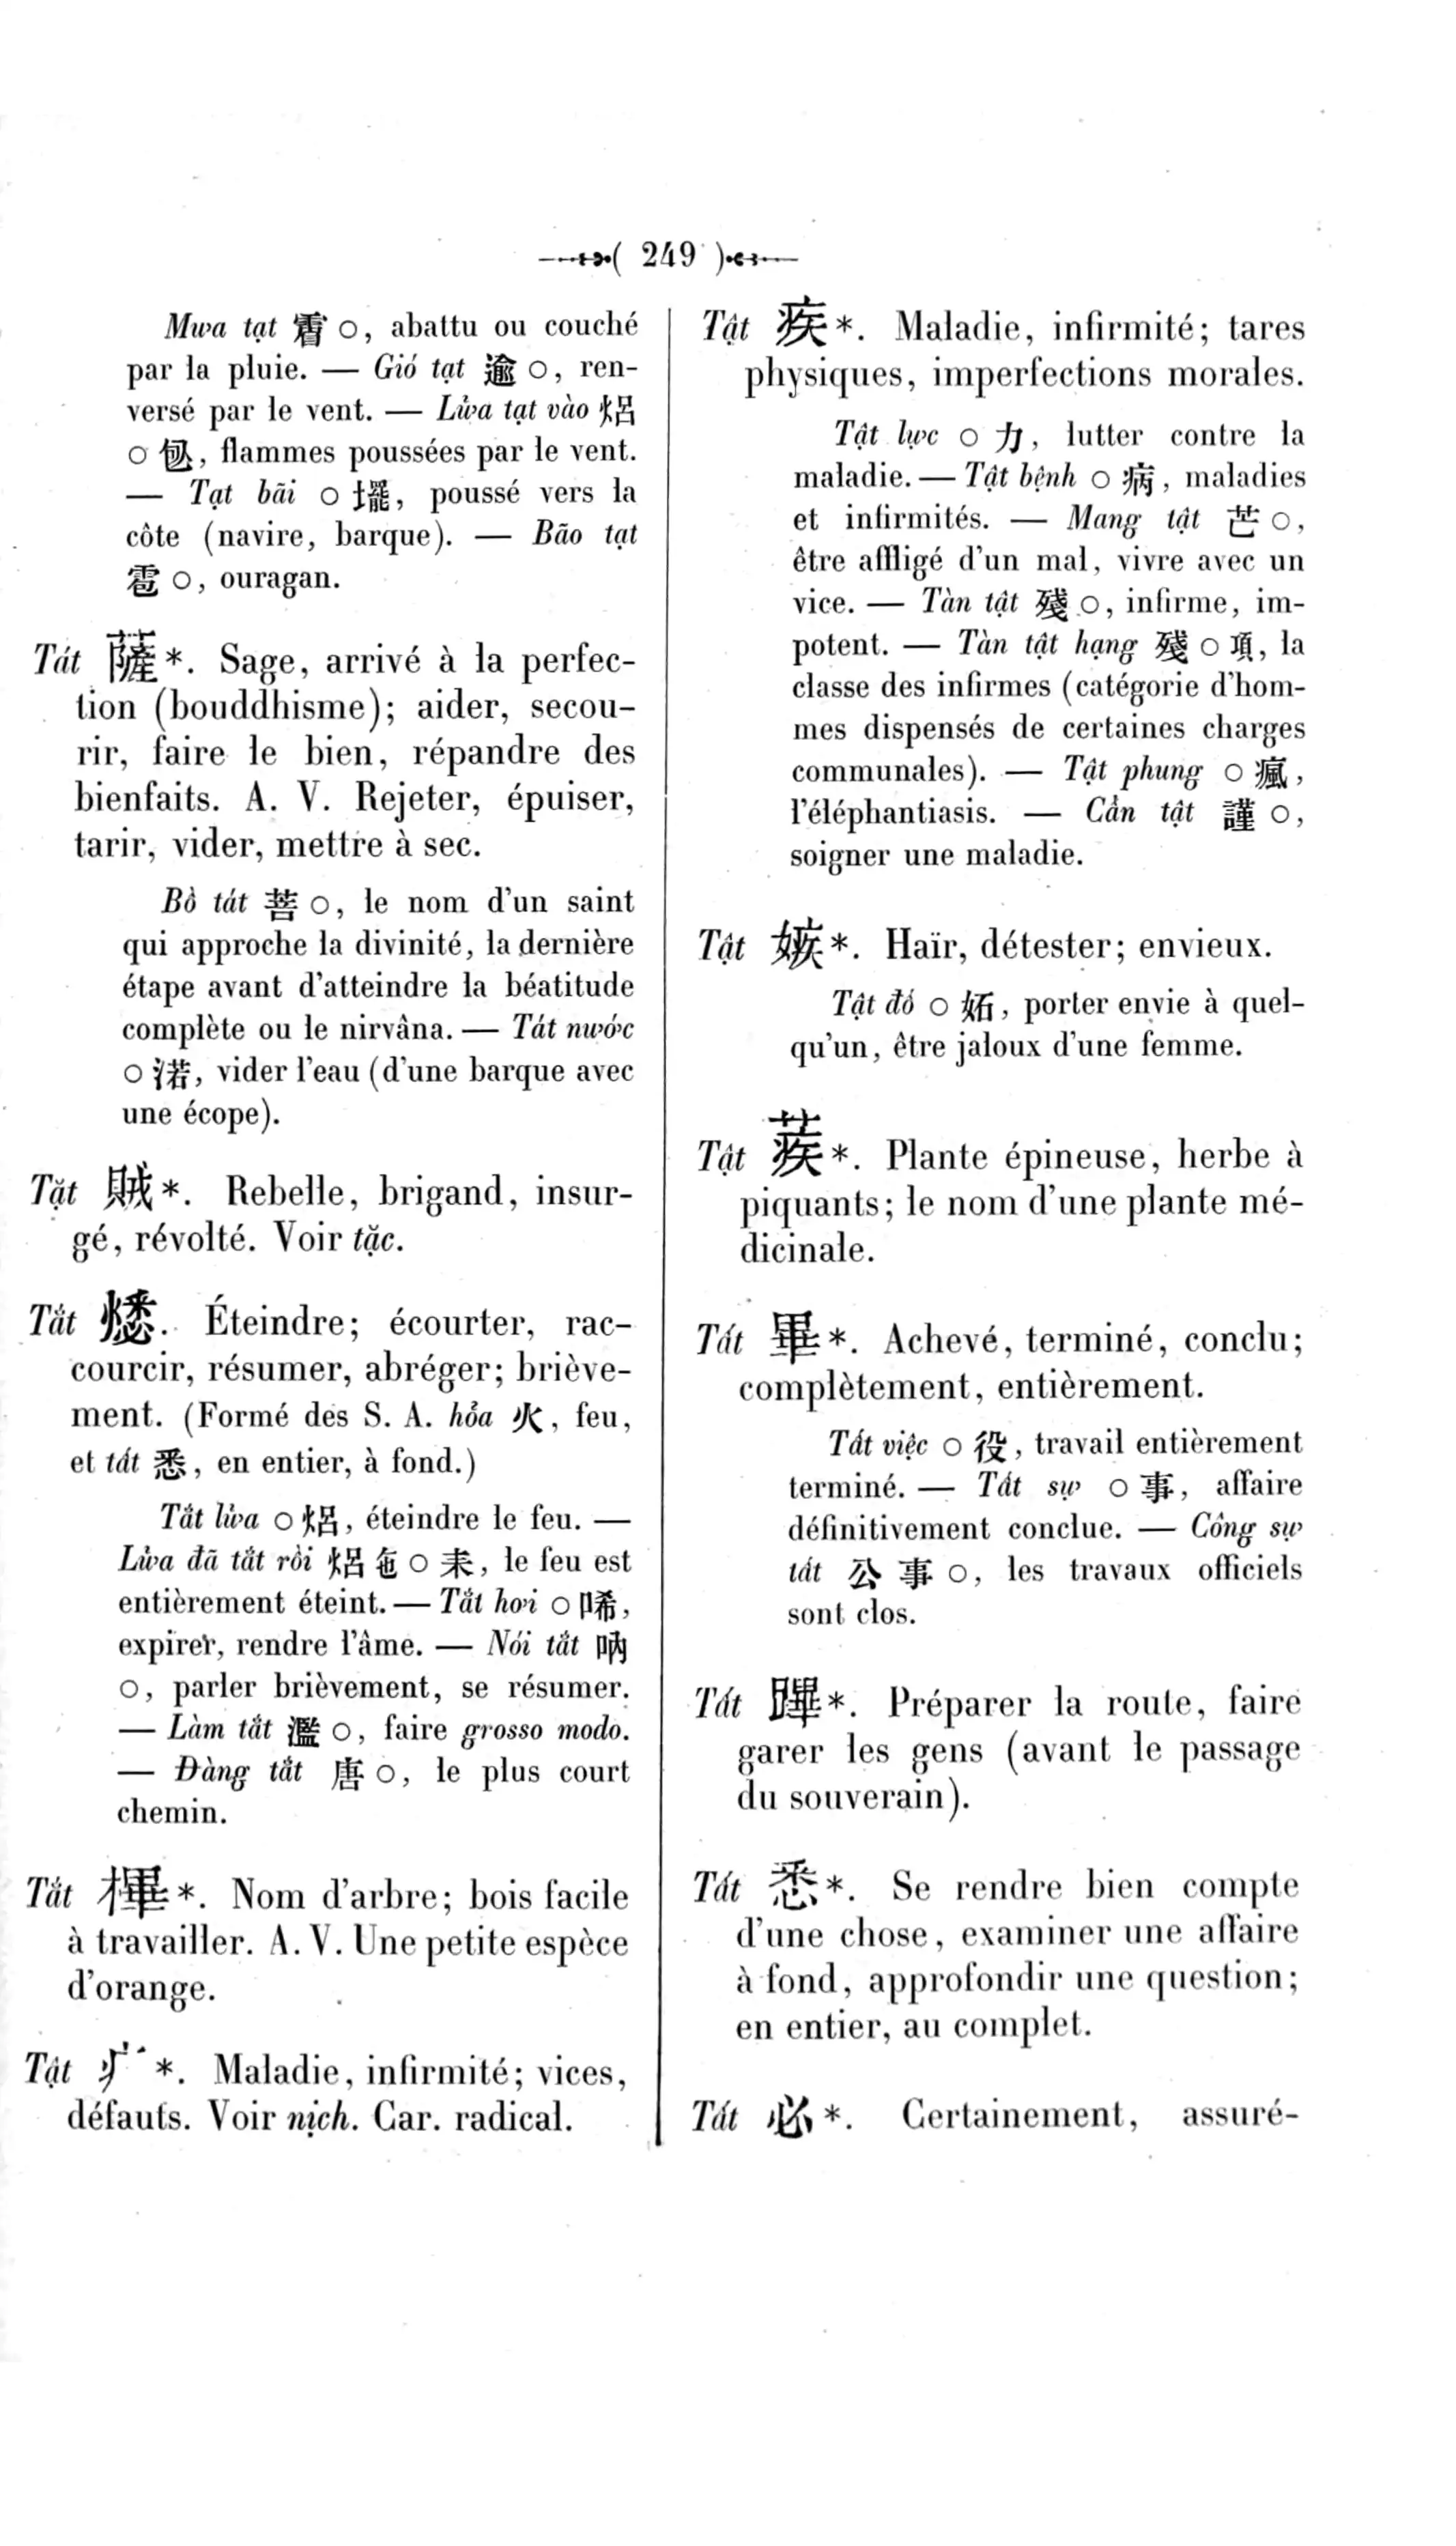 ( 249 )
Mưa tạt 霫 ○, abattu ou couché
par la pluie. — Gió tạt 逾 ○, ren-
versé par le vent. — Lửa tạt vào 焒
○ 𠓨, flammes poussées par le vent.
— Tạt bãi ○ 𡓁, poussé vers la
côte (navire, barque). — Bão tạt
雹 ○, ouragan.
Tát 薩*. Sage, arrivé à la perfec-
tion (bouddhisme); aider, secou-
rir, faire le bien, répandre des
bienfaits. A. V. Rejeter, épuiser,
tarir, vider, mettre à sec.
Bồ tát 菩 ○, le nom d'un saint
qui approche la divinité, la dernière
étape avant d'atteindre la béatitude
complète ou le nirvâna. — Tát nước
○ 渃, vider l'eau (d'une barque avec
une écope).
Tặt 賊*. Rebelle, brigand, insur-
gé, révolté. Voir tặc.
Tắt 𤎕. Éteindre; écourter, rac-
courcir, résumer, abréger; briève-
ment. (Formé des S. A. hỏa 火, feu,
et tất 悉, en entier, à fond.)
Tắt lửa ○ 焒, éteindre le feu. —
Lửa đã tắt rồi 焒 㐌 ○ 耒, le feu est
entièrement éteint. — Tắt hơi ○ 唏,
expirer, rendre l'âme. — Nói tắt 吶
○, parler brièvement, se résumer.
— Làm tắt 濫 ○, faire grosso modo.
— Đàng tắt 唐 ○, le plus court
chemin.
Tắt 㮿*. Nom d'arbre; bois facile
à travailler. A. V. Une petite espèce
d'orange.
Tật 疒*. Maladie, infirmité; vices,
défauts. Voir nịch. Car. radical.
Tật 疾*. Maladie, infirmité; tares
physiques, imperfections morales.
Tật lực ○ 力, lutter contre la
maladie. — Tật bệnh ○ 病, maladies
et infirmités. — Mang tật 芒 ○,
être affligé d'un mal, vivre avec un
vice. — Tàn tật 殘 ○, infirme, im-
potent. — Tàn tật hạng 殘 ○ 項, la
classe des infirmes (catégorie d'hom-
mes dispensés de certaines charges
communales). — Tật phung ○ 瘋,
l'éléphantiasis. — Cẩn tật 謹 ○,
soigner une maladie.
Tật 嫉*. Haïr, détester; envieux.
Tật đố ○ 妬, porter envie à quel-
qu'un, être jaloux d'une femme.
Tật 蒺*. Plante épineuse, herbe à
piquants; le nom d'une plante mé-
dicinale.
Tất 畢*. Achevé, terminé, conclu;
complètement, entièrement.
Tất việc ○ 役, travail entièrement
terminé. — Tất sự ○ 事, affaire
définitivement conclue. — Công sự
tất 公 事 ○, les travaux officiels
sont clos.
Tất 蹕*. Préparer la route, faire
garer les gens (avant le passage
du souverain).
Tất 悉*. Se rendre bien compte
d'une chose, examiner une affaire
à fond, approfondir une question;
en entier, au complet.
Tất 必*. Certainement, assuré-